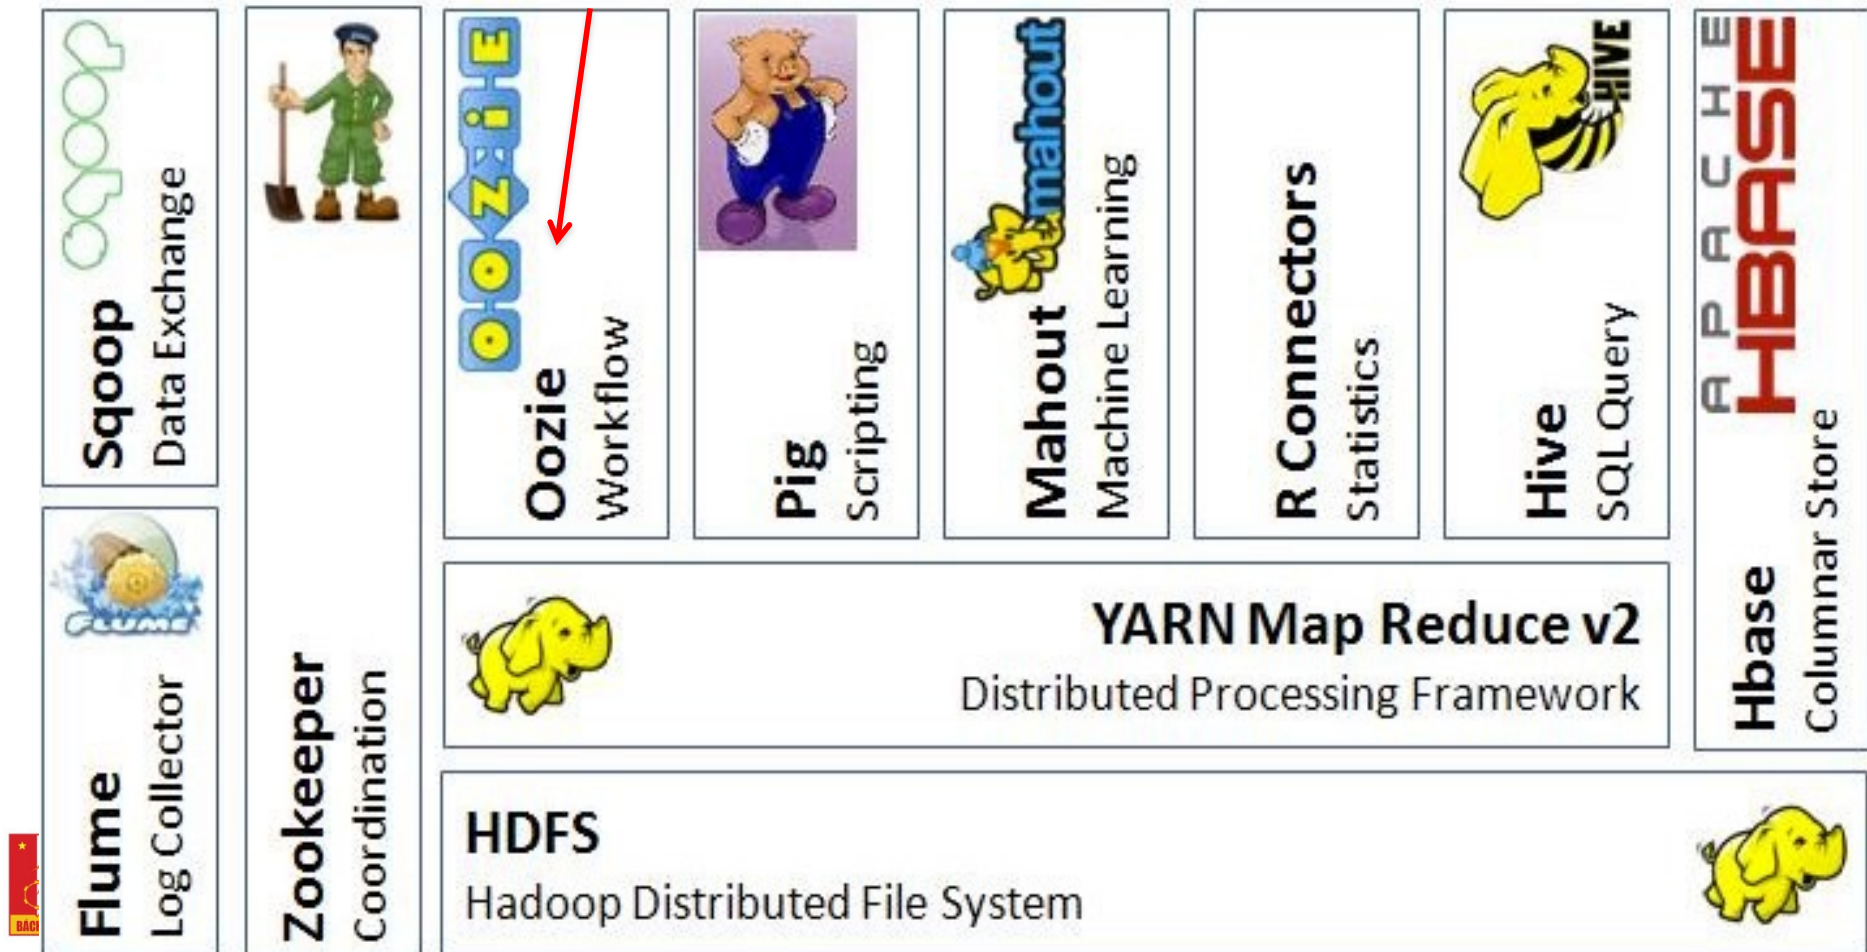 sqoop
Sqoop
Data Exchange
FLUME
Flume
Log Collector
Zookeeper
Coordination
OOZiE
Oozie
Workflow
Pig
Scripting
mahout
Mahout
Machine Learning
R Connectors
Statistics
HIVE
Hive
SQL Query
APACHE
HBASE
Hbase
Columnar Store
YARN Map Reduce v2
Distributed Processing Framework
HDFS
Hadoop Distributed File System